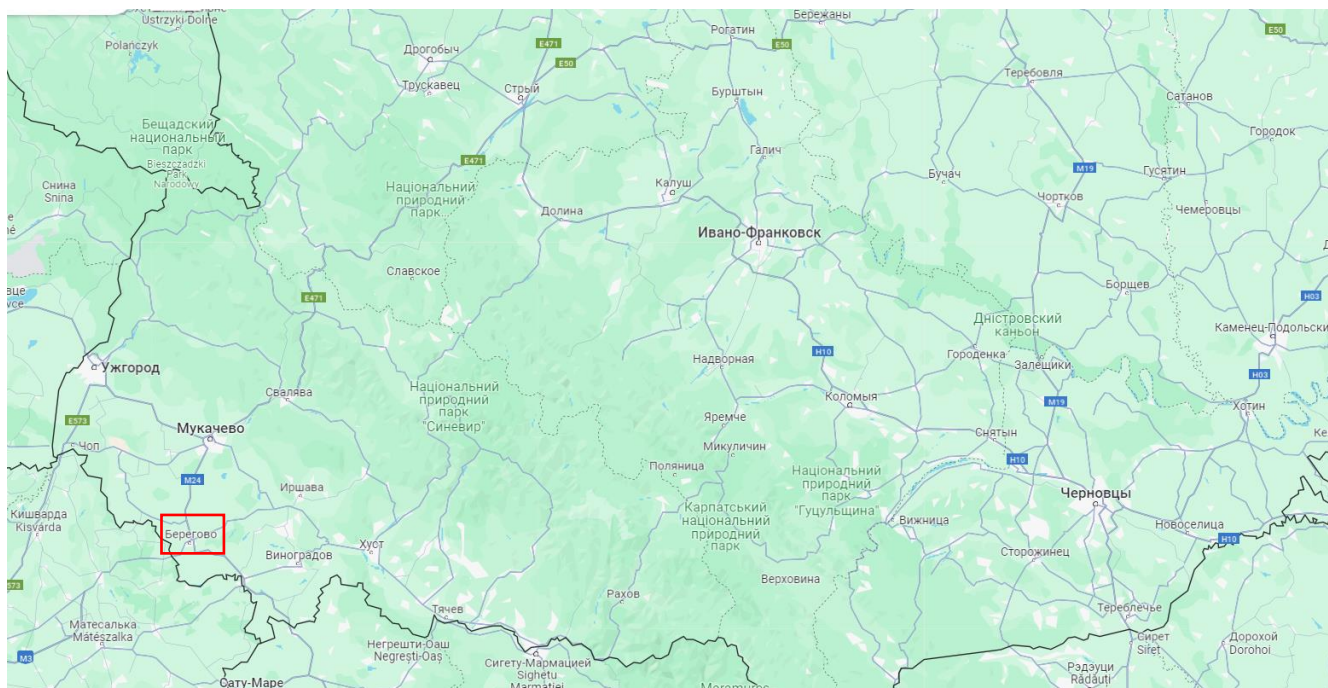 Ustrzyki Dolne
Бережаны
Рогатин
E50
Polańczyk
Дрогобыч
E471
E50
Трускавец
Стрый
Бурштын
Теребовля
Сатанов
Бещадский
национальный
парк
Bieszczadzki
Park
Narodowy
Городок
Галич
E471
M19
Гусятин
Бучач
Снина
Snina
Національний
природний
парк...
Калуш
Чортков
Чемеровцы
Долина
Ивано-Франковск
Славское
E471
Борщев
H03
Дністровский
каньон
Каменец-Подольски
Ужгород
Надворная
H10
Городенка
Залещики
H03
Свалява
Національний
природний
парк
"Синевир"
Коломыя
M19
Хотин
E573
Яремче
Мукачево
Снятын
Чоп
Микуличин
H10
M24
Поляница
Національний
природний
парк
"Гуцульщина"
Черновцы
Иршава
Кишварда
Kisvárda
Карпатський
національний
природний
парк
Вижница
Новоселица
H10
Берегово
Виноградов
Хуст
Сторожинец
Верховина
573
Рахов
Тячев
Тереблечье
Матесалька
Mátészalka
Сирет
Siret
Дорохой
Dorohoi
Негрешти-Оаш
Negrești-Oaș
M3
Сигету-Мармацией
Sighetu
Marmației
Рэдэуци
Rădăuți
Сату-Маре
Maramureș